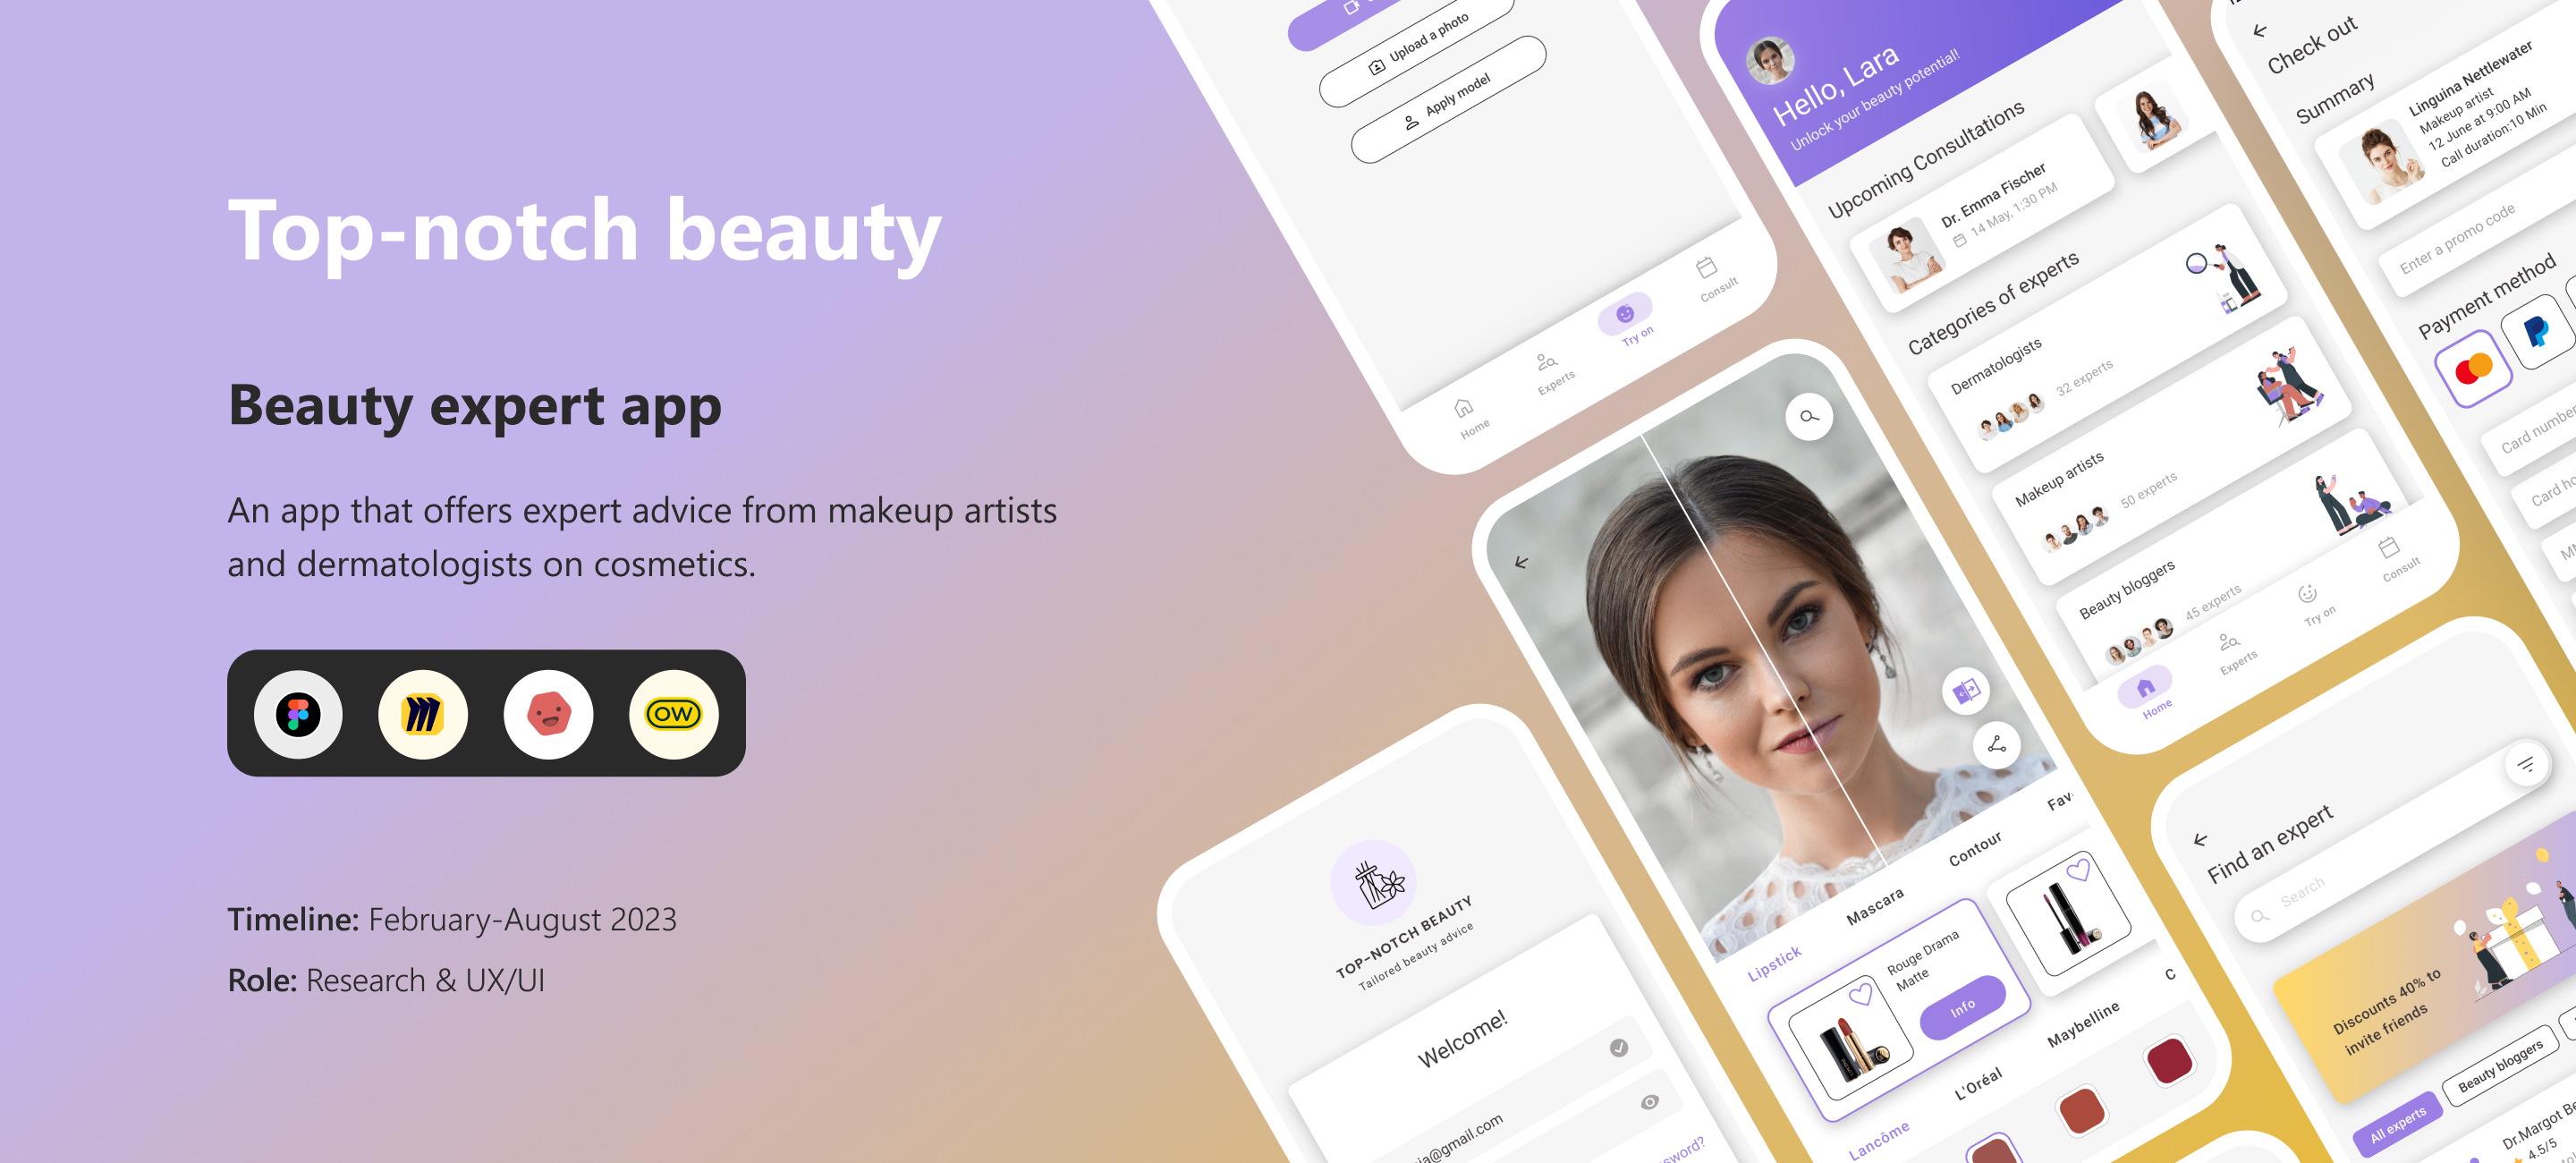 Top-notch beauty
Beauty expert app
An app that offers expert advice from makeup artists
and dermatologists on cosmetics.
OW
Timeline: February-August 2023
Role: Research & UX/UI
Upload a photo
Apply model
Home
Experts
Try on
Consult
TOP-NOTCH BEAUTY
Tailored beauty advice
Welcome!
@gmail.com
Lipstick
Mascara
Contour
Rouge Drama
Matte
Info
Lancôme
L'Oréal
Maybelline
C
Hello, Lara
Unlock your beauty potential!
Upcoming Consultations
Dr. Emma Fischer
14 May, 1:30 PM
Categories of experts
Dermatologists
32 experts
Makeup artists
50 experts
Beauty bloggers
45 experts
Home
Experts
Try on
Consult
Check out
Summary
Linguina Nettlewater
Makeup artist
12 June at 9:00 AM
Call duration:10 Min
Enter a promo code
Payment method
Card number
Find an expert
Search
Discounts 40% to
invite friends
All experts
Beauty bloggers
Dr.Margot
4.5/5